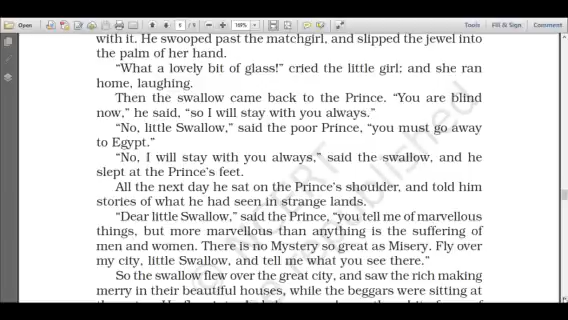 Open
6 / 8
169%
Tools
Fill & Sign
Comment
with it. He swooped past the matchgirl, and slipped the jewel into
the palm of her hand.
“What a lovely bit of glass!” cried the little girl; and she ran
home, laughing.
Then the swallow came back to the Prince. “You are blind
now,” he said, “so I will stay with you always.”
“No, little Swallow,” said the poor Prince, “you must go away
to Egypt.”
“No, I will stay with you always,” said the swallow, and he
slept at the Prince’s feet.
All the next day he sat on the Prince’s shoulder, and told him
stories of what he had seen in strange lands.
“Dear little Swallow,” said the Prince, “you tell me of marvellous
things, but more marvellous than anything is the suffering of
men and women. There is no Mystery so great as Misery. Fly over
my city, little Swallow, and tell me what you see there.”
So the swallow flew over the great city, and saw the rich making
merry in their beautiful houses, while the beggars were sitting at
© NCERT
republished